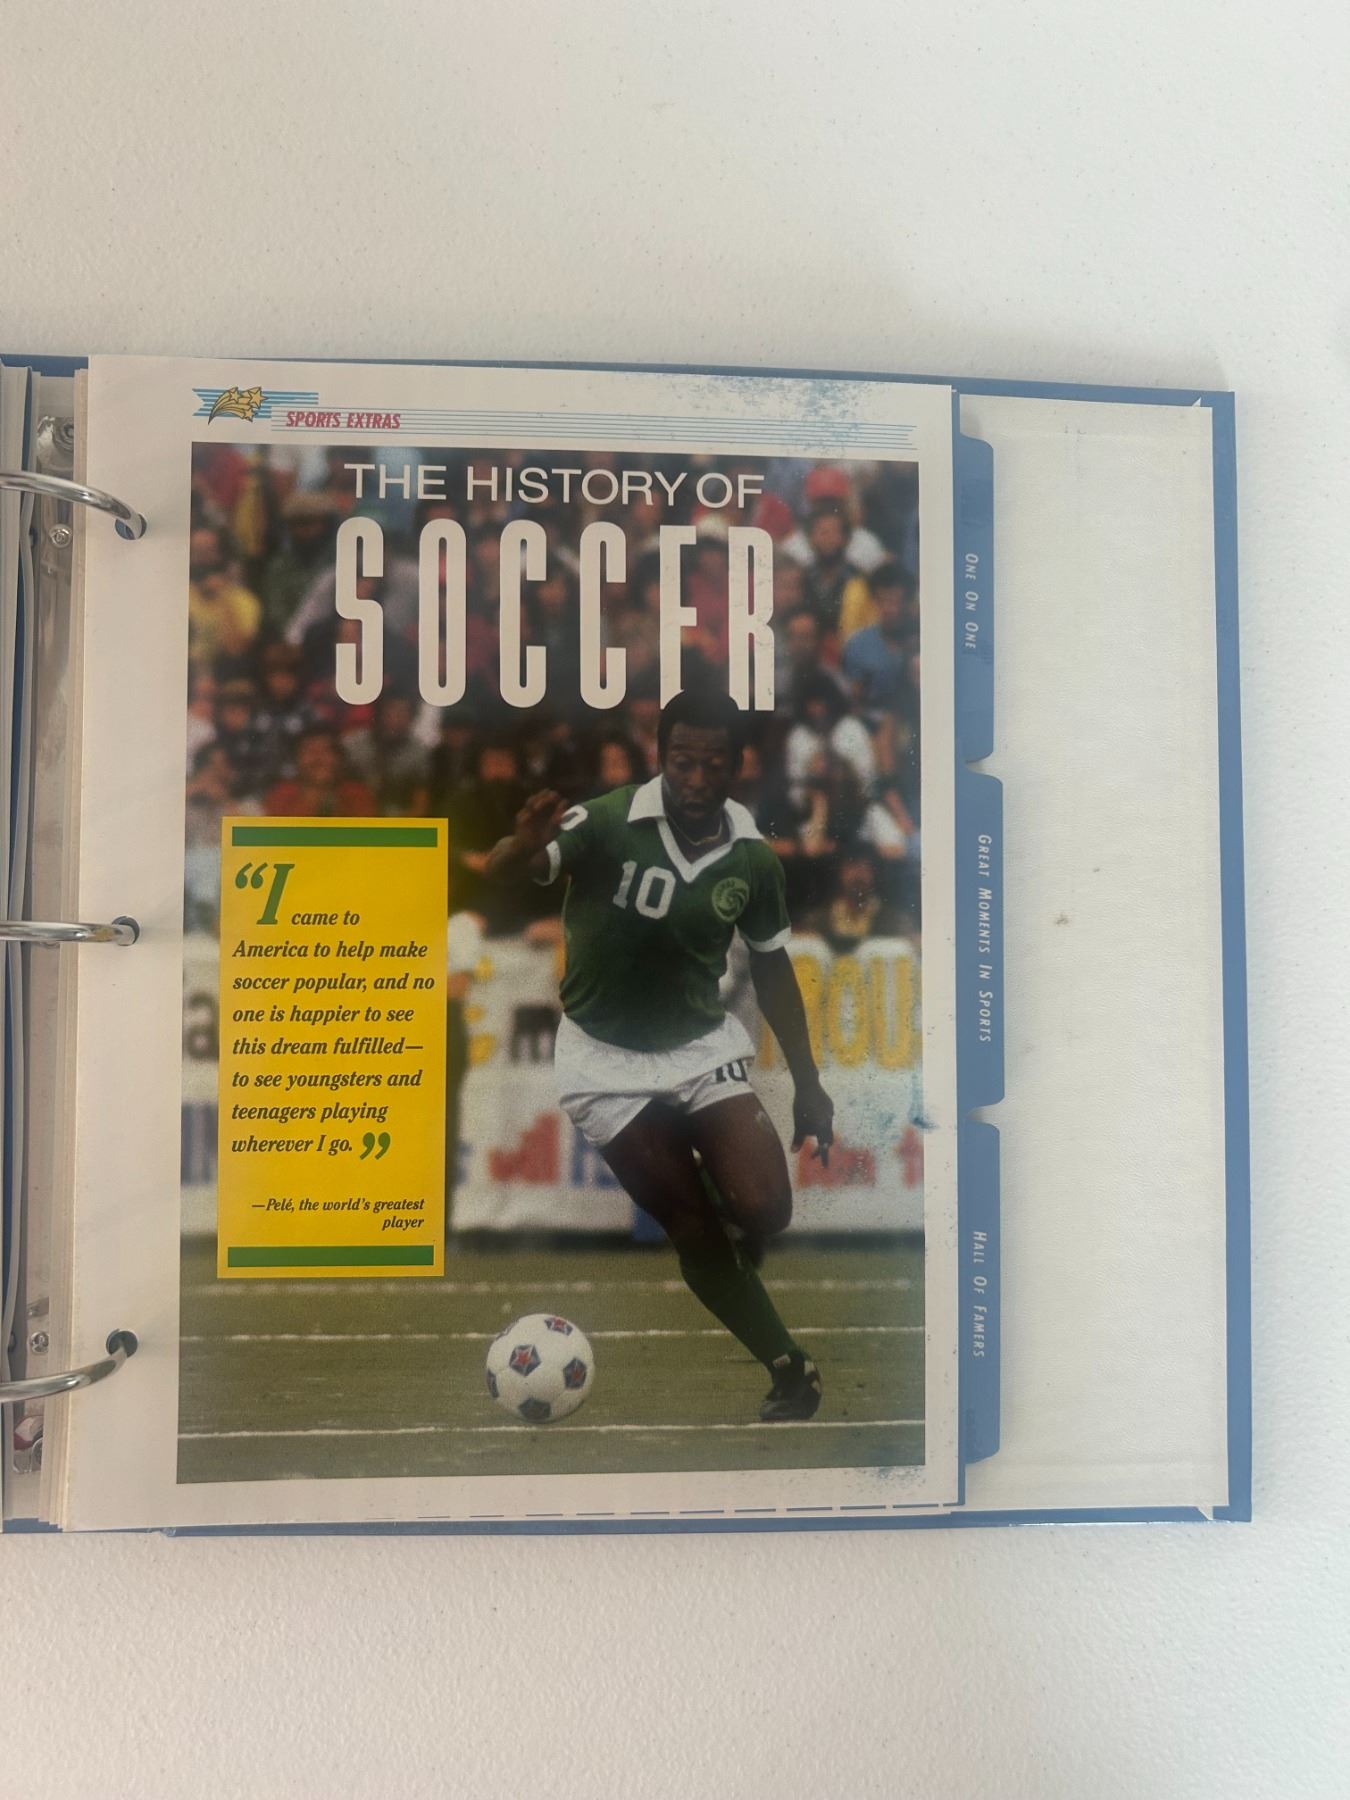 SPORTS EXTRAS
THE HISTORY OF
SOCCER
“I came to
America to help make
soccer popular, and no
one is happier to see
this dream fulfilled—
to see youngsters and
teenagers playing
wherever I go.”
—Pelé, the world's greatest
player
10
10
ONE ON ONE
GREAT MOMENTS IN SPORTS
HALL OF FAMERS